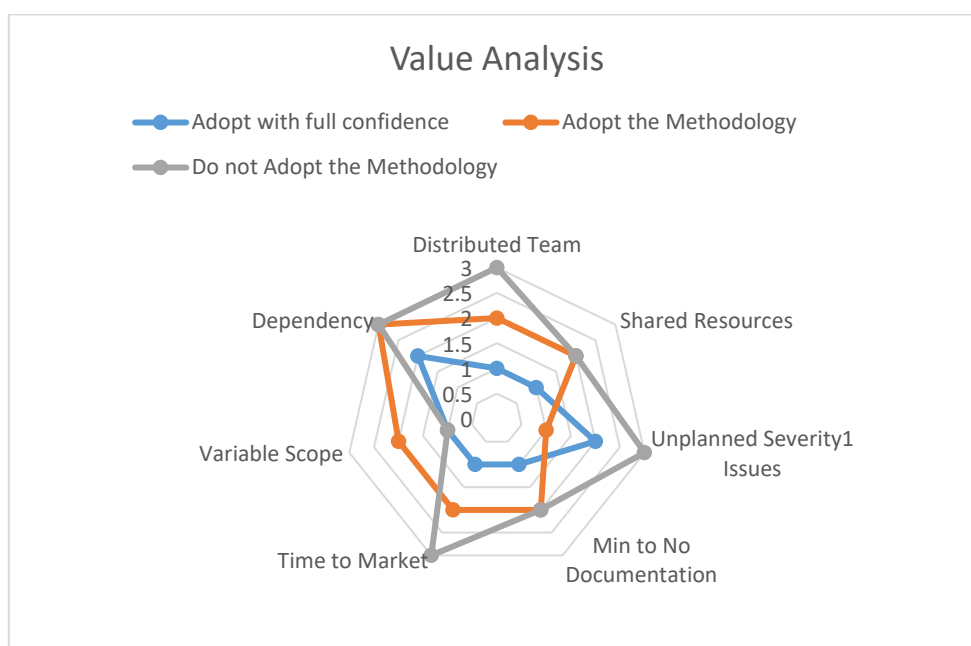 Value Analysis
Adopt with full confidence
Adopt the Methodology
Do not Adopt the Methodology
Distributed Team
3
2.5
2
1.5
1
0.5
0
Shared Resources
Unplanned Severity1
Issues
Min to No
Documentation
Time to Market
Variable Scope
Dependency